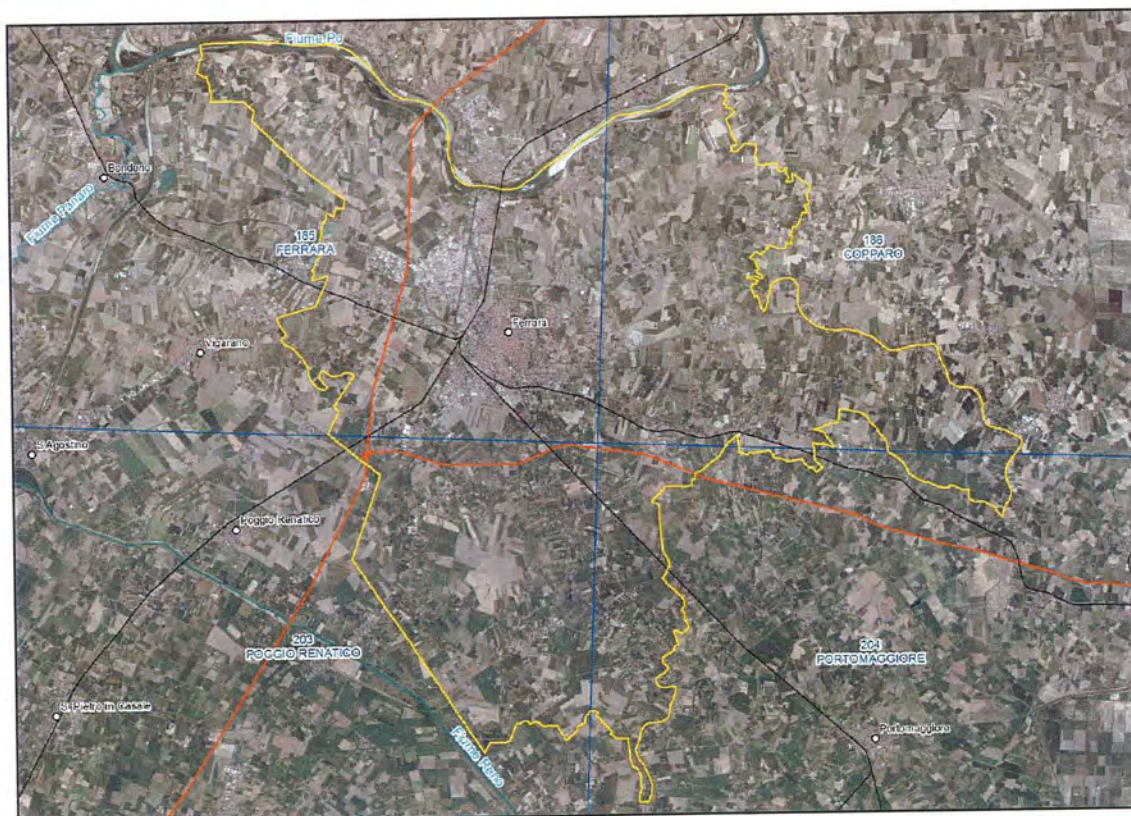 Fiume Po
Bondeno
Fiume Panaro
185
FERRARA
186
COPPARO
Ferrara
Vigarano
S. Agostino
Poggio Renatico
203
POGGIO RENATICO
204
PORTOMAGGIORE
S. Pietro in Casale
Fiume Reno
Portomaggiore